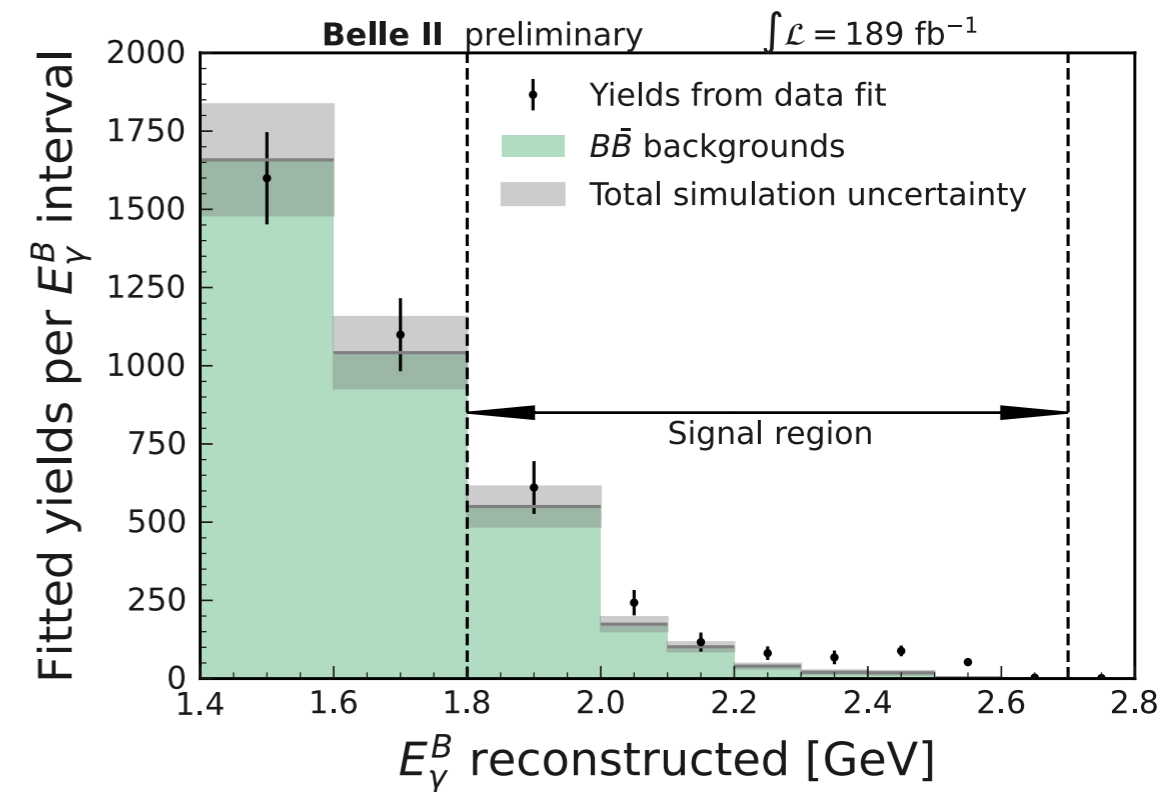 Belle II preliminary ∫ℒ = 189 fb⁻¹
Fitted yields per E_γ^B interval
2000
1750
1500
1250
1000
750
500
250
0
Yields from data fit
BB̄ backgrounds
Total simulation uncertainty
Signal region
1.4 1.6 1.8 2.0 2.2 2.4 2.6 2.8
E_γ^B reconstructed [GeV]